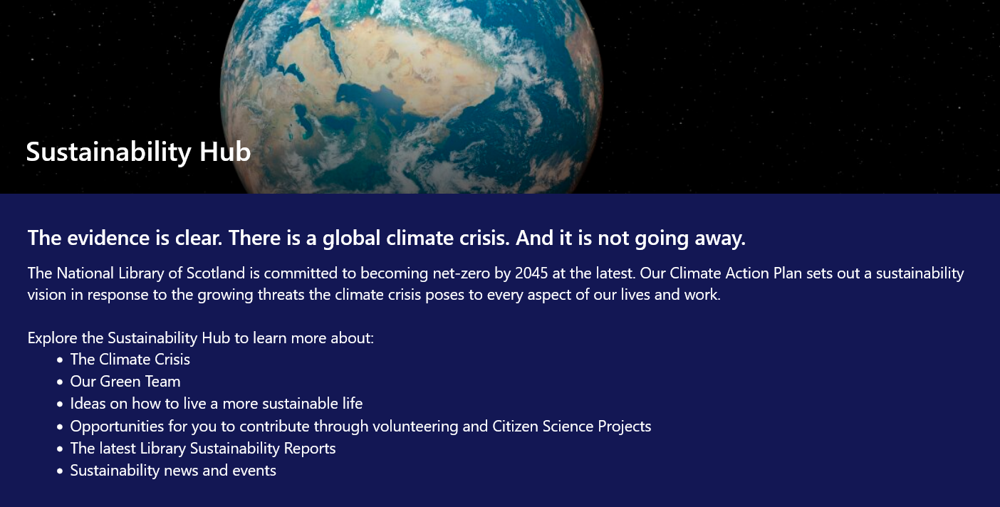 Sustainability Hub
The evidence is clear. There is a global climate crisis. And it is not going away.
The National Library of Scotland is committed to becoming net-zero by 2045 at the latest. Our Climate Action Plan sets out a sustainability
vision in response to the growing threats the climate crisis poses to every aspect of our lives and work.
Explore the Sustainability Hub to learn more about:
• The Climate Crisis
• Our Green Team
• Ideas on how to live a more sustainable life
• Opportunities for you to contribute through volunteering and Citizen Science Projects
• The latest Library Sustainability Reports
• Sustainability news and events